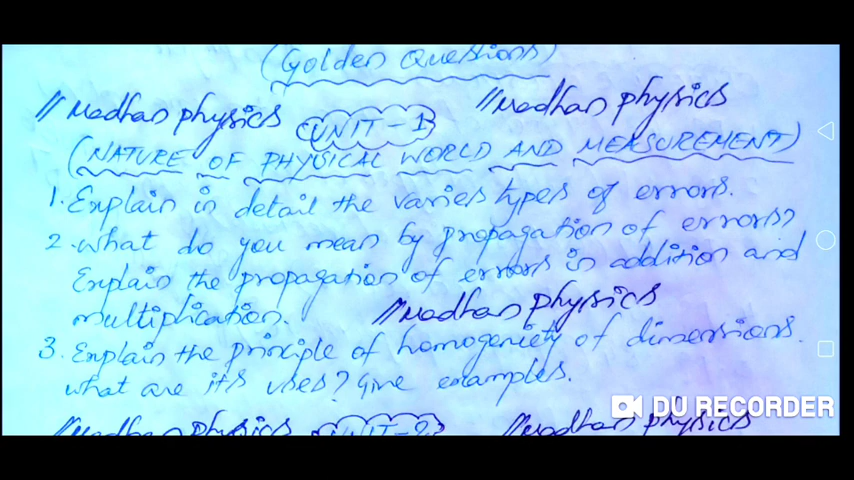 (Golden Questions)
// Madhan physics UNIT-1 // Madhan physics
(NATURE OF PHYSICAL WORLD AND MEASUREMENT)
1. Explain in detail the varies types of errors.
2. what do you mean by propagation of errors?
Explain the propagation of errors in addition and
multiplication. // Madhan physics
3. Explain the principle of homogeniety of dimensions.
what are its uses? Give examples.
DU RECORDER
// Madhan physics UNIT-2 // Madhan physics